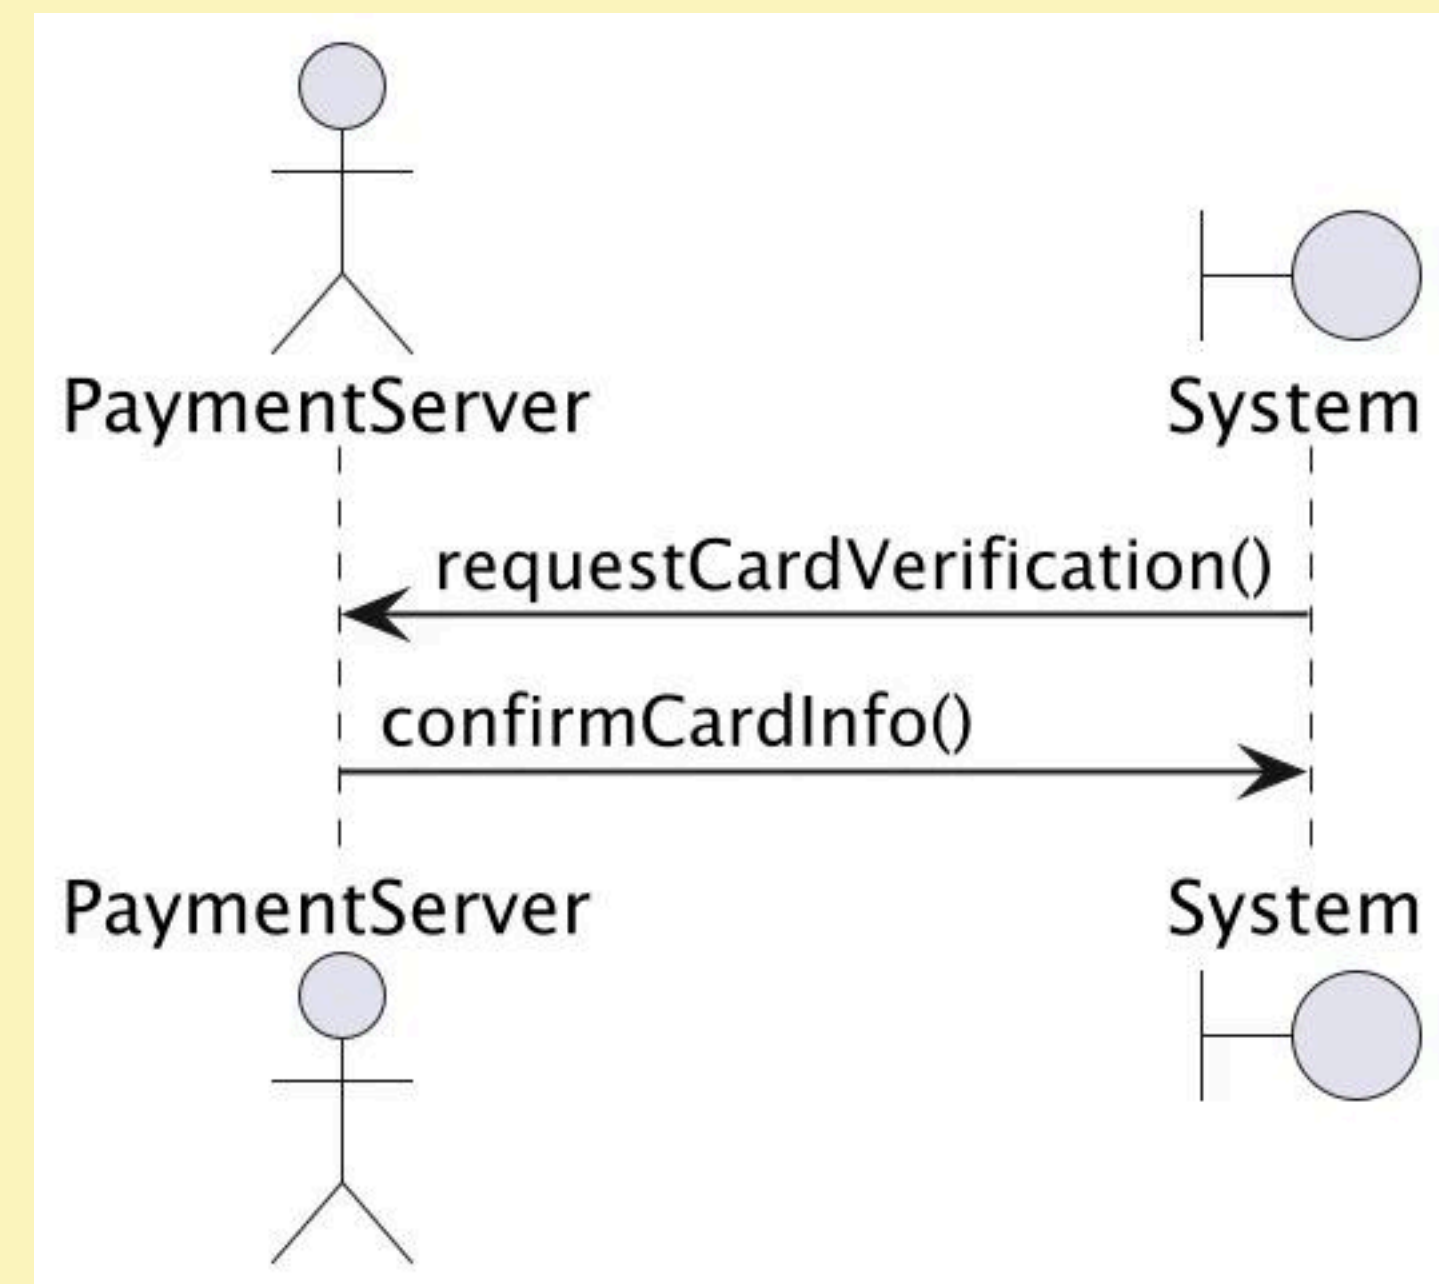 PaymentServer
System
requestCardVerification()
confirmCardInfo()
PaymentServer
System